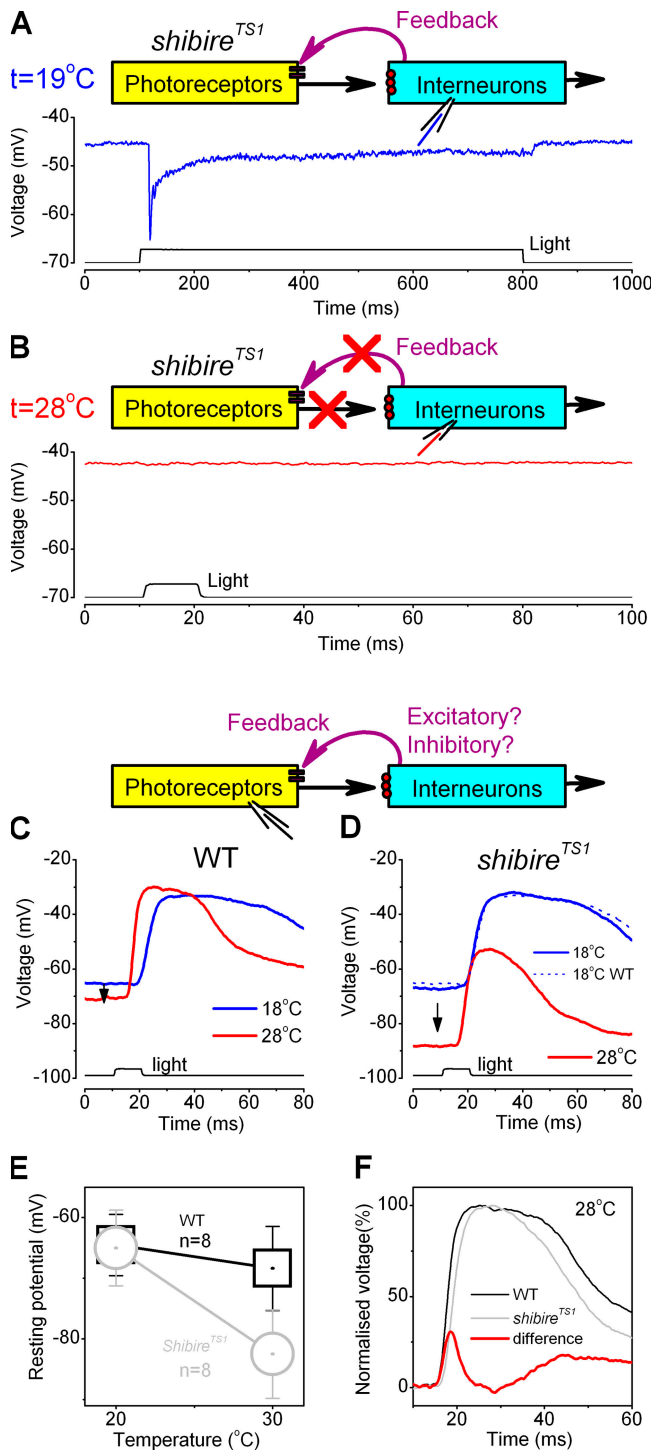 A
shibire^TS1
Feedback
t=19°C
Photoreceptors
Interneurons
-40
-50
-60
-70
Voltage (mV)
Light
0 200 400 600 800 1000
Time (ms)
B
shibire^TS1
Feedback
t=28°C
Photoreceptors
Interneurons
-40
-50
-60
-70
Voltage (mV)
Light
0 20 40 60 80 100
Time (ms)
Feedback
Excitatory?
Inhibitory?
Photoreceptors
Interneurons
C
WT
-20
-40
-60
-80
-100
Voltage (mV)
18°C
28°C
light
0 20 40 60 80
Time (ms)
D
shibire^TS1
-20
-40
-60
-80
-100
Voltage (mV)
18°C
18°C WT
28°C
light
0 20 40 60 80
Time (ms)
E
-60
-80
Resting potential (mV)
WT
n=8
Shibire^TS1
n=8
20 30
Temperature (°C)
F
100
50
0
Normalised voltage(%)
28°C
WT
shibire^TS1
difference
20 40 60
Time (ms)